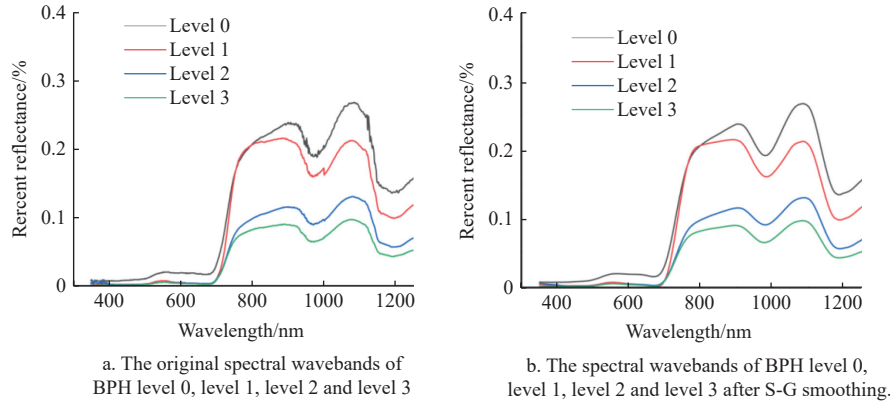 0.4
0.3
0.2
0.1
0
Rercent reflectance/%
Level 0
Level 1
Level 2
Level 3
400 600 800 1000 1200
Wavelength/nm
a. The original spectral wavebands of
BPH level 0, level 1, level 2 and level 3
0.4
0.3
0.2
0.1
0
Rercent reflectance/%
Level 0
Level 1
Level 2
Level 3
400 600 800 1000 1200
Wavelength/nm
b. The spectral wavebands of BPH level 0,
level 1, level 2 and level 3 after S-G smoothing.